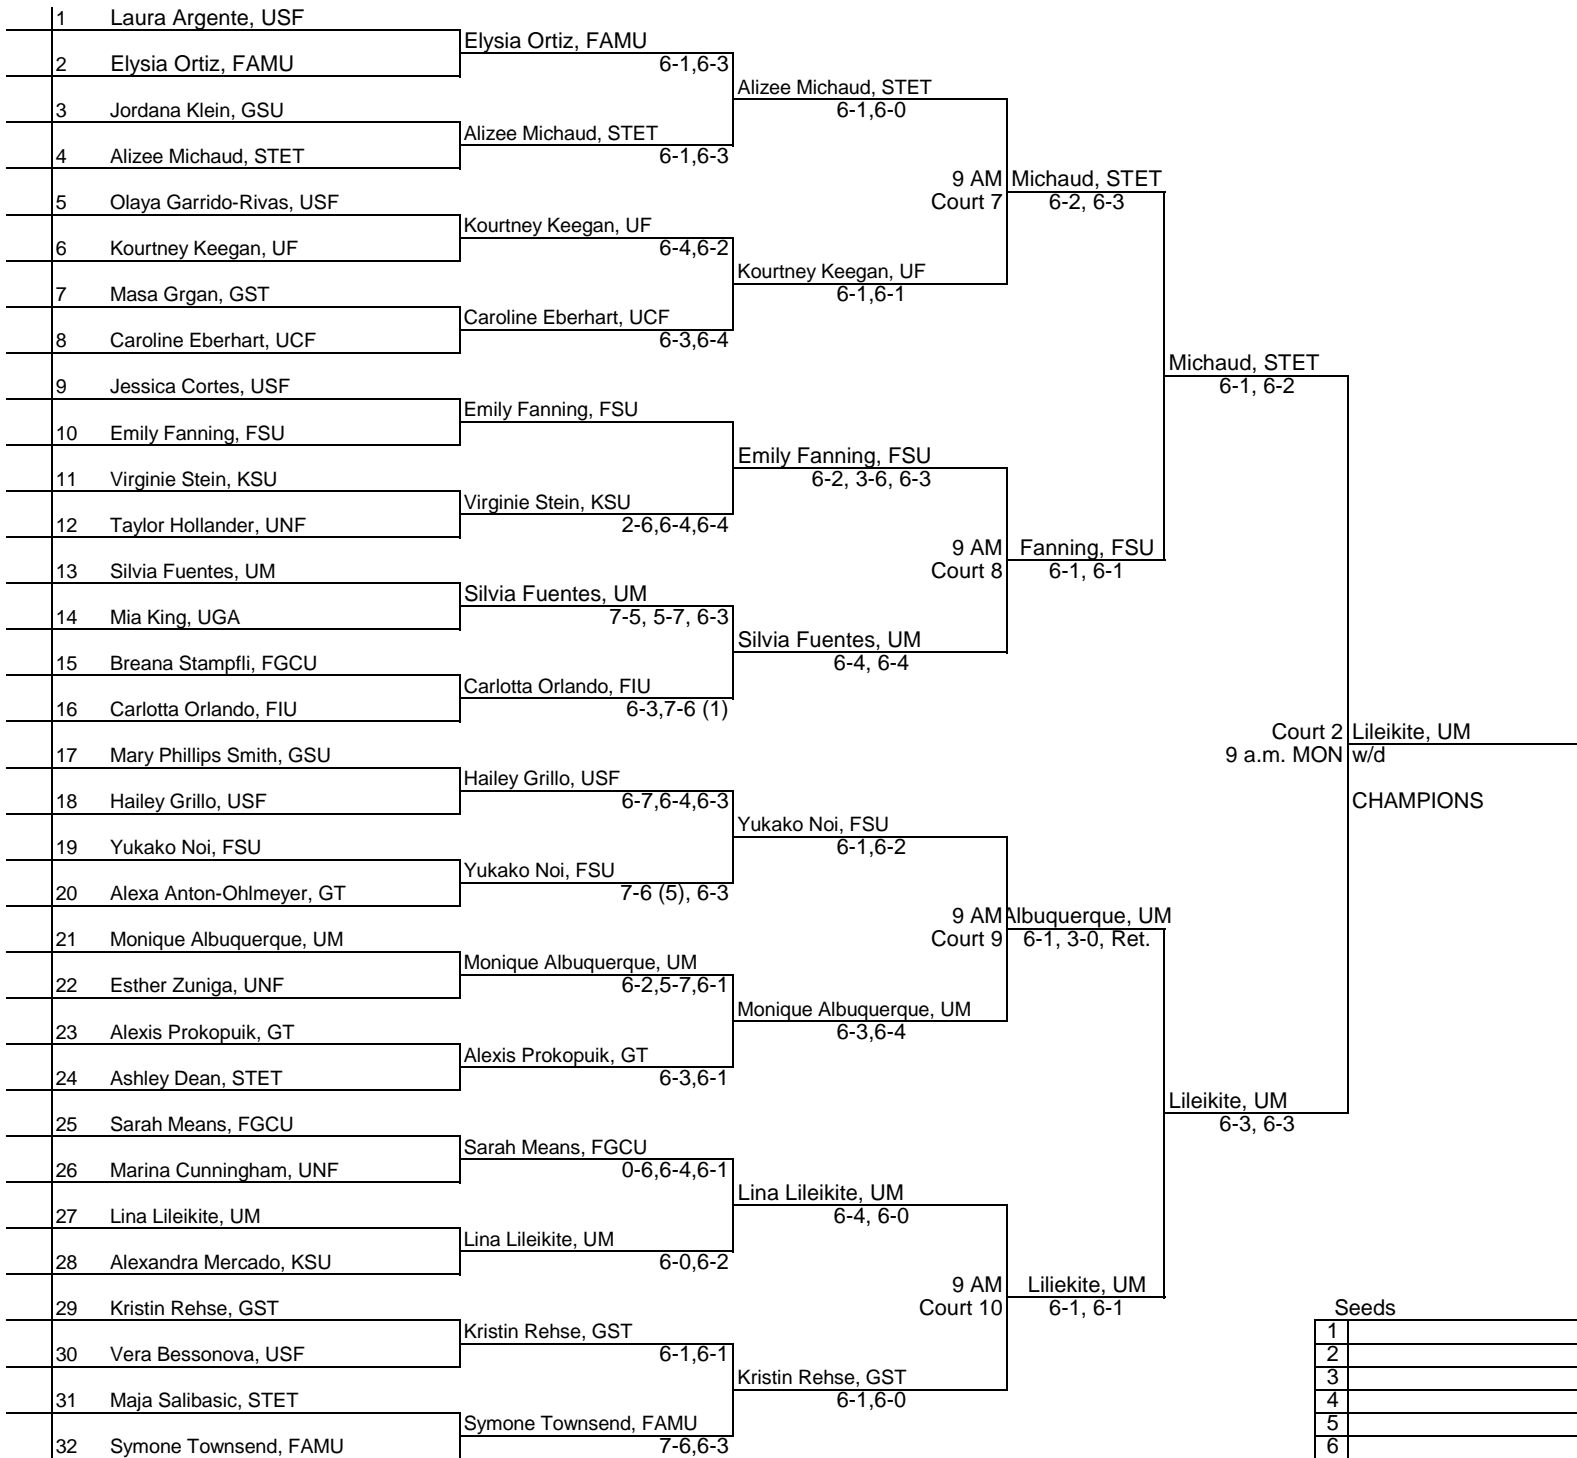 1 Laura Argente, USF
Elysia Ortiz, FAMU
2 Elysia Ortiz, FAMU 6-1,6-3
Alizee Michaud, STET
3 Jordana Klein, GSU 6-1,6-0
Alizee Michaud, STET
4 Alizee Michaud, STET 6-1,6-3
9 AM Michaud, STET
5 Olaya Garrido-Rivas, USF Court 7 6-2, 6-3
Kourtney Keegan, UF
6 Kourtney Keegan, UF 6-4,6-2
Kourtney Keegan, UF
7 Masa Grgan, GST 6-1,6-1
Caroline Eberhart, UCF
8 Caroline Eberhart, UCF 6-3,6-4
Michaud, STET
9 Jessica Cortes, USF 6-1, 6-2
Emily Fanning, FSU
10 Emily Fanning, FSU
Emily Fanning, FSU
11 Virginie Stein, KSU 6-2, 3-6, 6-3
Virginie Stein, KSU
12 Taylor Hollander, UNF 2-6,6-4,6-4
9 AM Fanning, FSU
13 Silvia Fuentes, UM Court 8 6-1, 6-1
Silvia Fuentes, UM
14 Mia King, UGA 7-5, 5-7, 6-3
Silvia Fuentes, UM
15 Breana Stampfli, FGCU 6-4, 6-4
Carlotta Orlando, FIU
16 Carlotta Orlando, FIU 6-3,7-6 (1)
Court 2 Lileikite, UM
17 Mary Phillips Smith, GSU 9 a.m. MON w/d
Hailey Grillo, USF
18 Hailey Grillo, USF 6-7,6-4,6-3 CHAMPIONS
Yukako Noi, FSU
19 Yukako Noi, FSU 6-1,6-2
Yukako Noi, FSU
20 Alexa Anton-Ohlmeyer, GT 7-6 (5), 6-3
9 AM Albuquerque, UM
21 Monique Albuquerque, UM Court 9 6-1, 3-0, Ret.
Monique Albuquerque, UM
22 Esther Zuniga, UNF 6-2,5-7,6-1
Monique Albuquerque, UM
23 Alexis Prokopuik, GT 6-3,6-4
Alexis Prokopuik, GT
24 Ashley Dean, STET 6-3,6-1
Lileikite, UM
25 Sarah Means, FGCU 6-3, 6-3
Sarah Means, FGCU
26 Marina Cunningham, UNF 0-6,6-4,6-1
Lina Lileikite, UM
27 Lina Lileikite, UM 6-4, 6-0
Lina Lileikite, UM
28 Alexandra Mercado, KSU 6-0,6-2
9 AM Liliekite, UM
29 Kristin Rehse, GST Court 10 6-1, 6-1 Seeds
Kristin Rehse, GST 1
30 Vera Bessonova, USF 6-1,6-1 2
Kristin Rehse, GST 3
31 Maja Salibasic, STET 6-1,6-0 4
Symone Townsend, FAMU 5
32 Symone Townsend, FAMU 7-6,6-3 6